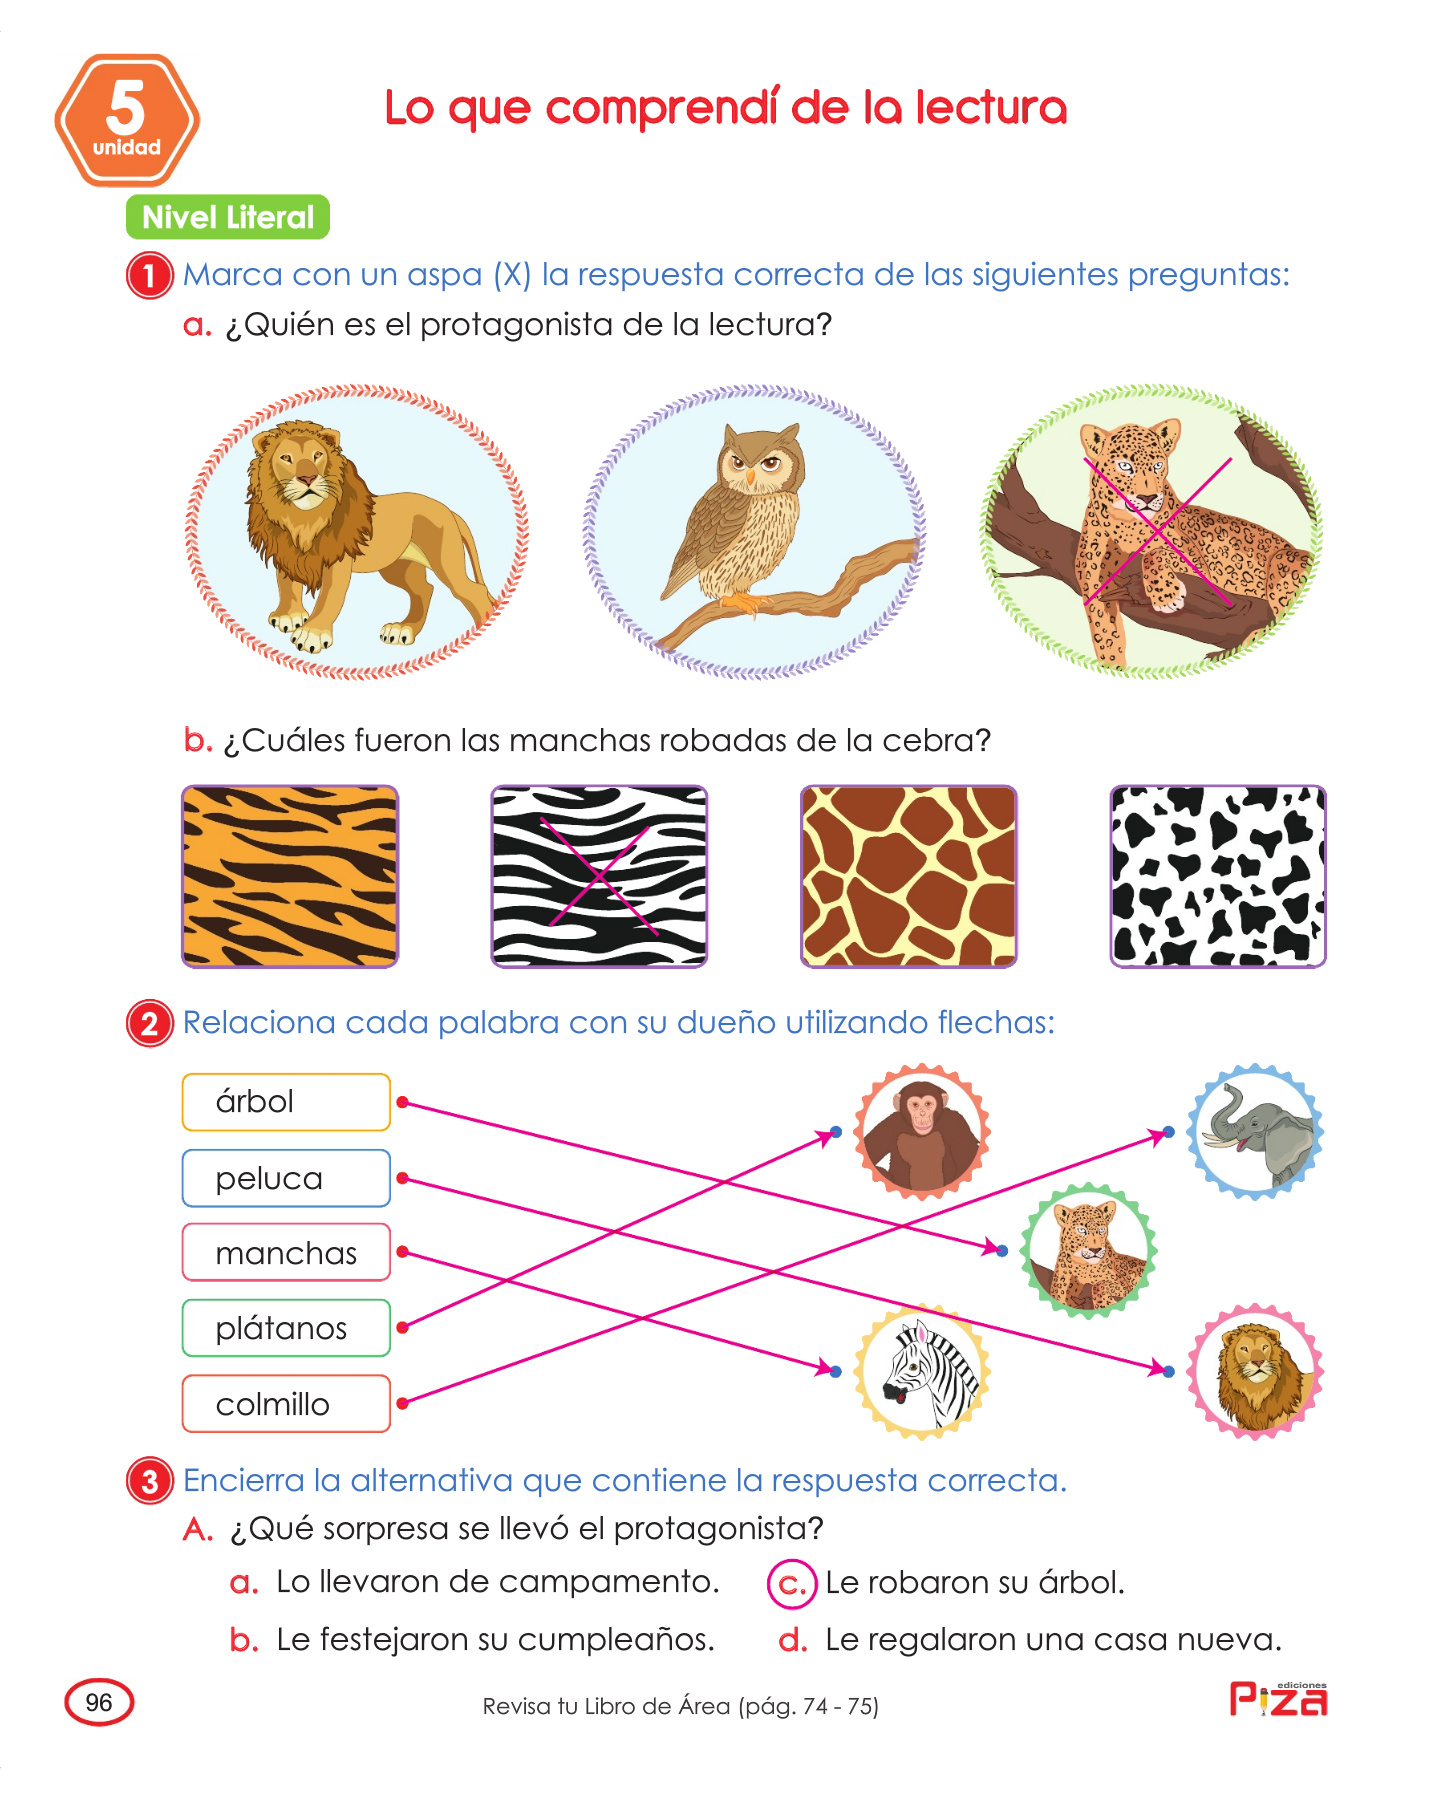 5
unidad
Lo que comprendí de la lectura
Nivel Literal
1 Marca con un aspa (X) la respuesta correcta de las siguientes preguntas:
a. ¿Quién es el protagonista de la lectura?
b. ¿Cuáles fueron las manchas robadas de la cebra?
2 Relaciona cada palabra con su dueño utilizando flechas:
árbol
peluca
manchas
plátanos
colmillo
3 Encierra la alternativa que contiene la respuesta correcta.
A. ¿Qué sorpresa se llevó el protagonista?
a. Lo llevaron de campamento.
c. Le robaron su árbol.
b. Le festejaron su cumpleaños.
d. Le regalaron una casa nueva.
96
Revisa tu Libro de Área (pág. 74 - 75)
ediciones
Piza